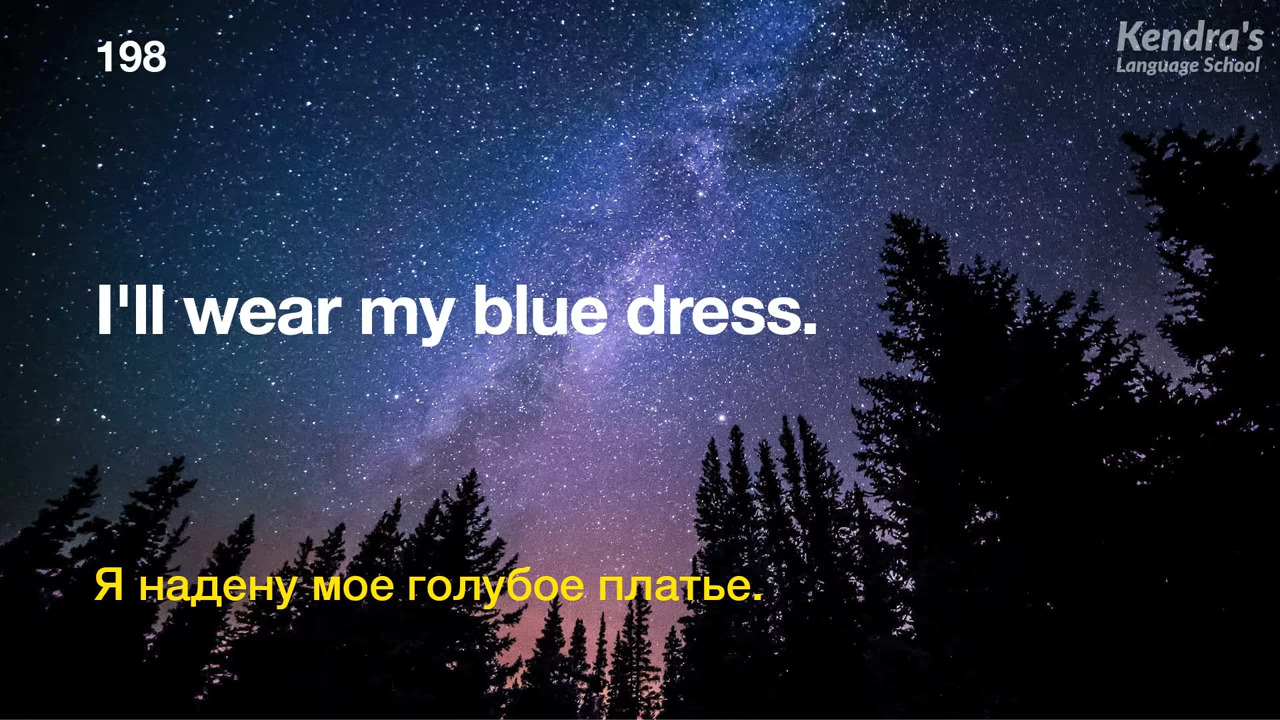 198
Kendra's
Language School
I'll wear my blue dress.
Я надену мое голубое платье.